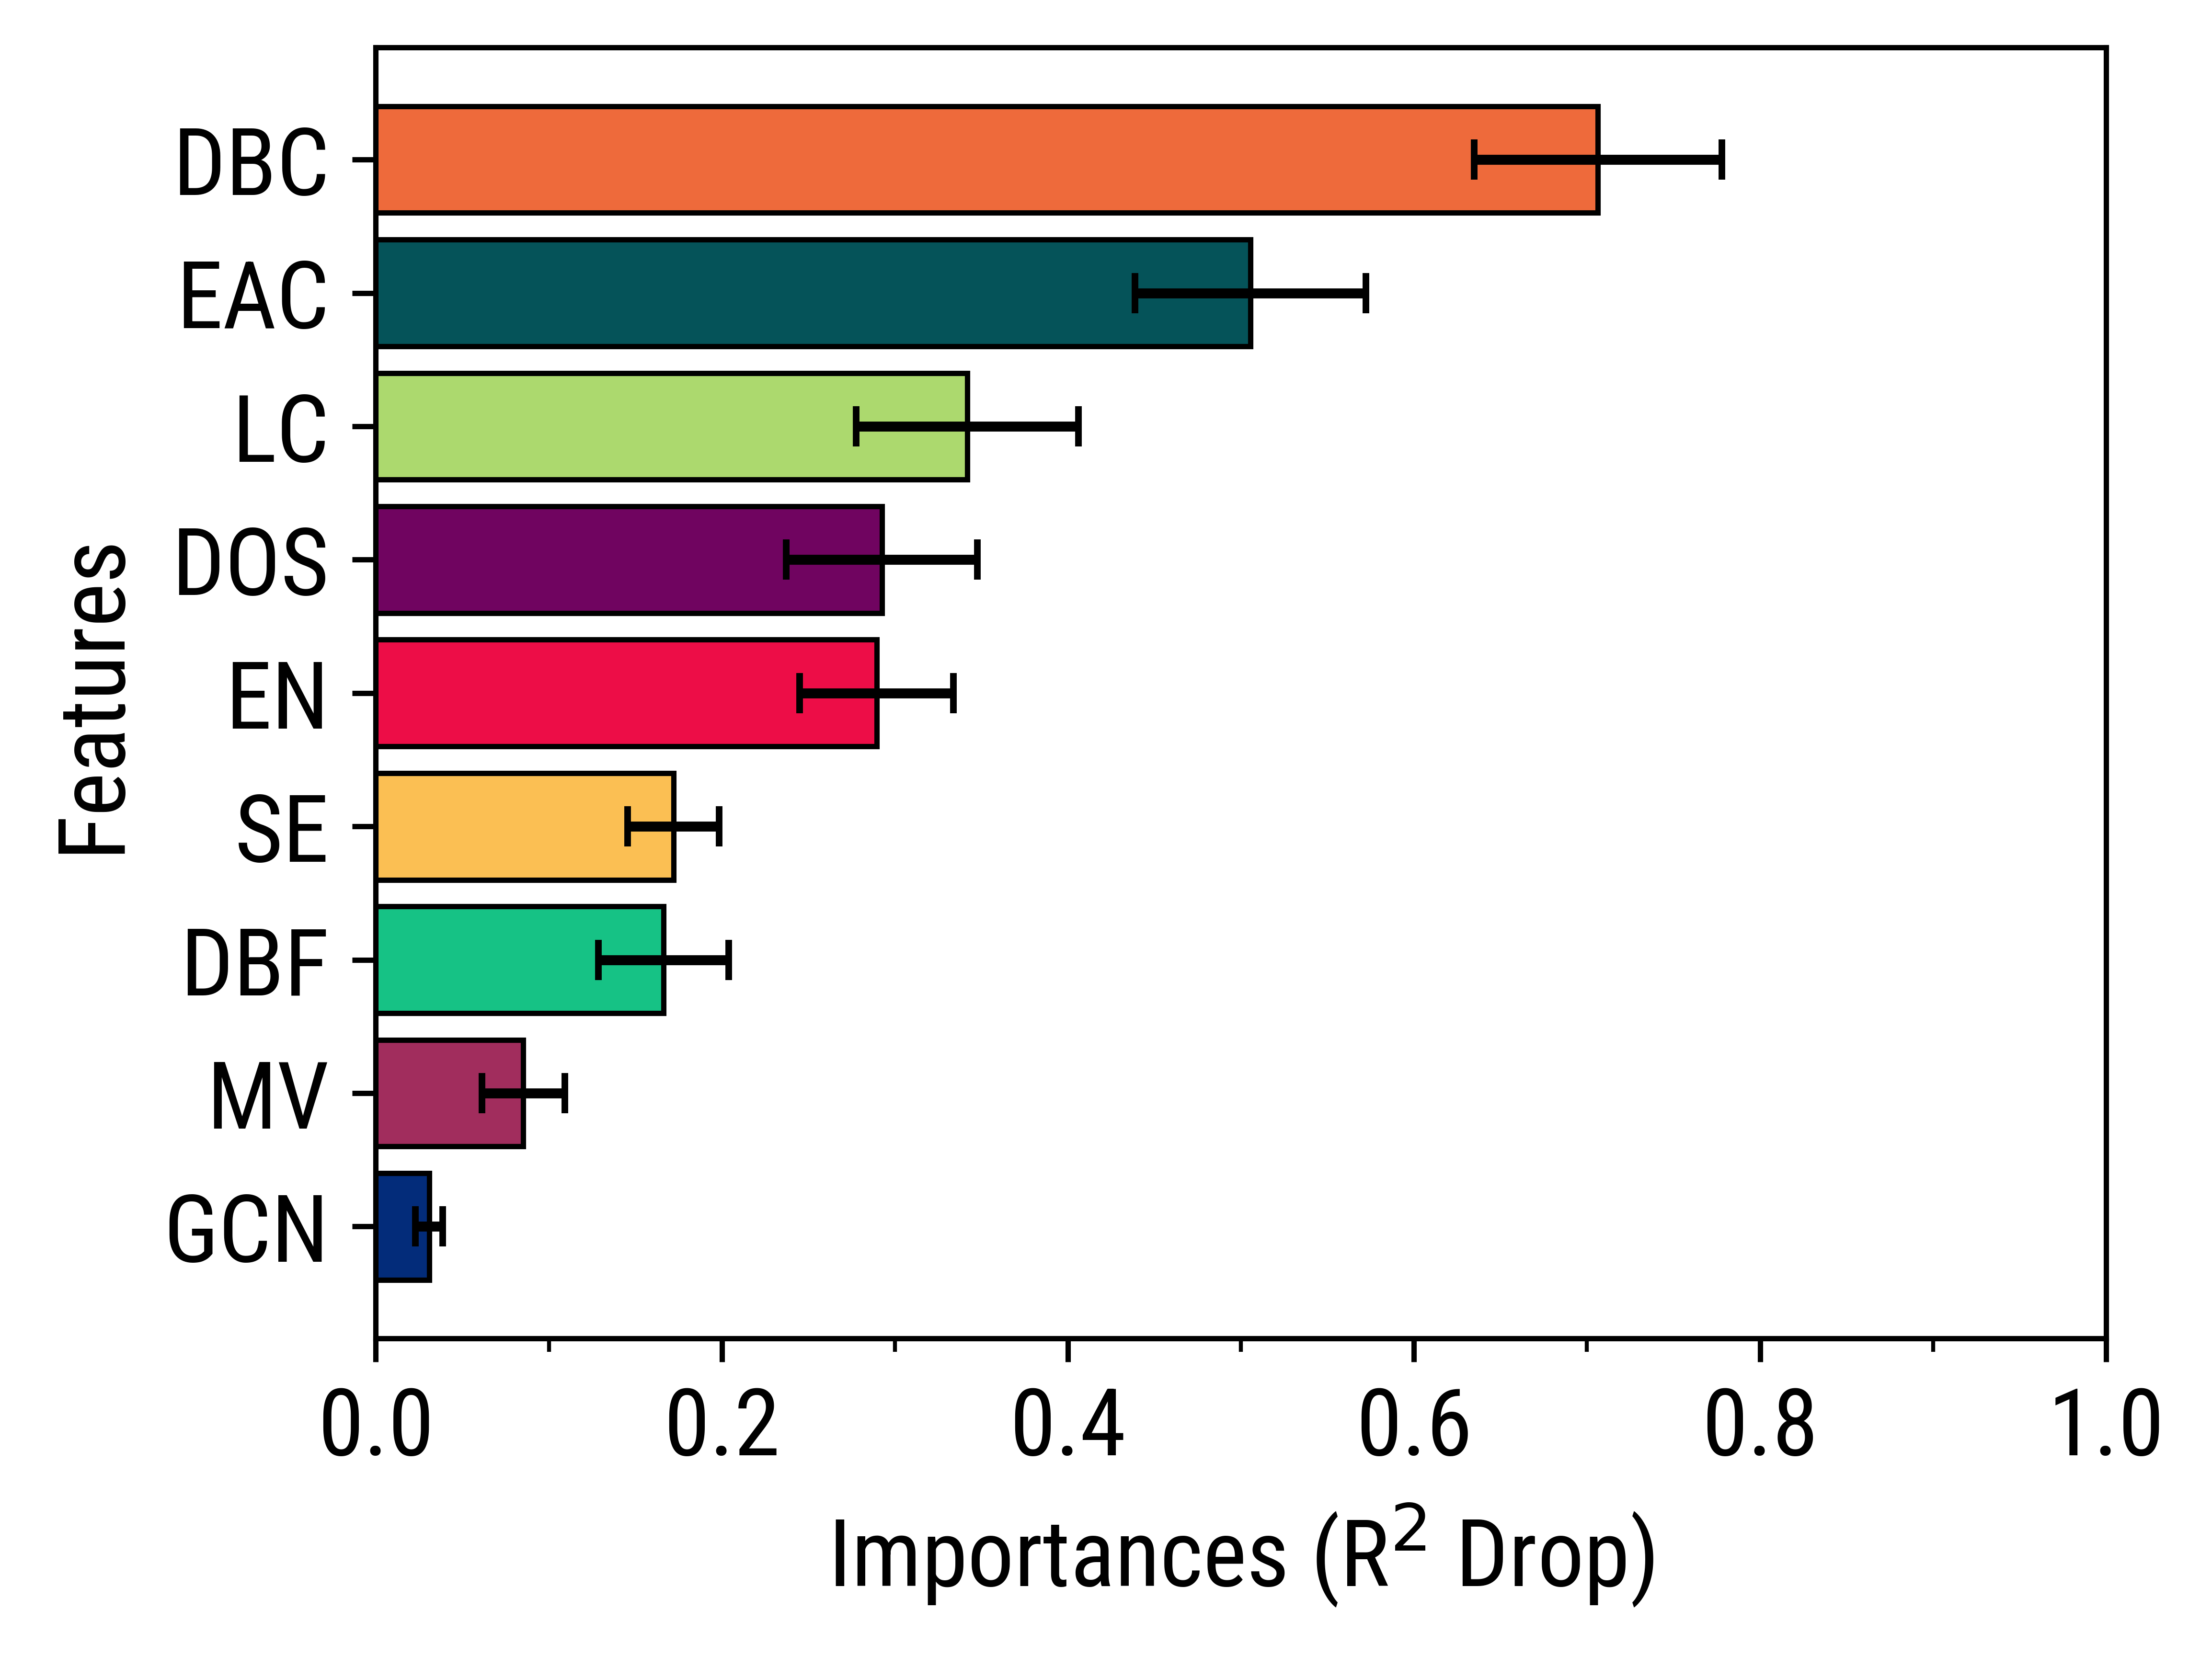 Features
DBC
EAC
LC
DOS
EN
SE
DBF
MV
GCN
0.0 0.2 0.4 0.6 0.8 1.0
Importances (R² Drop)